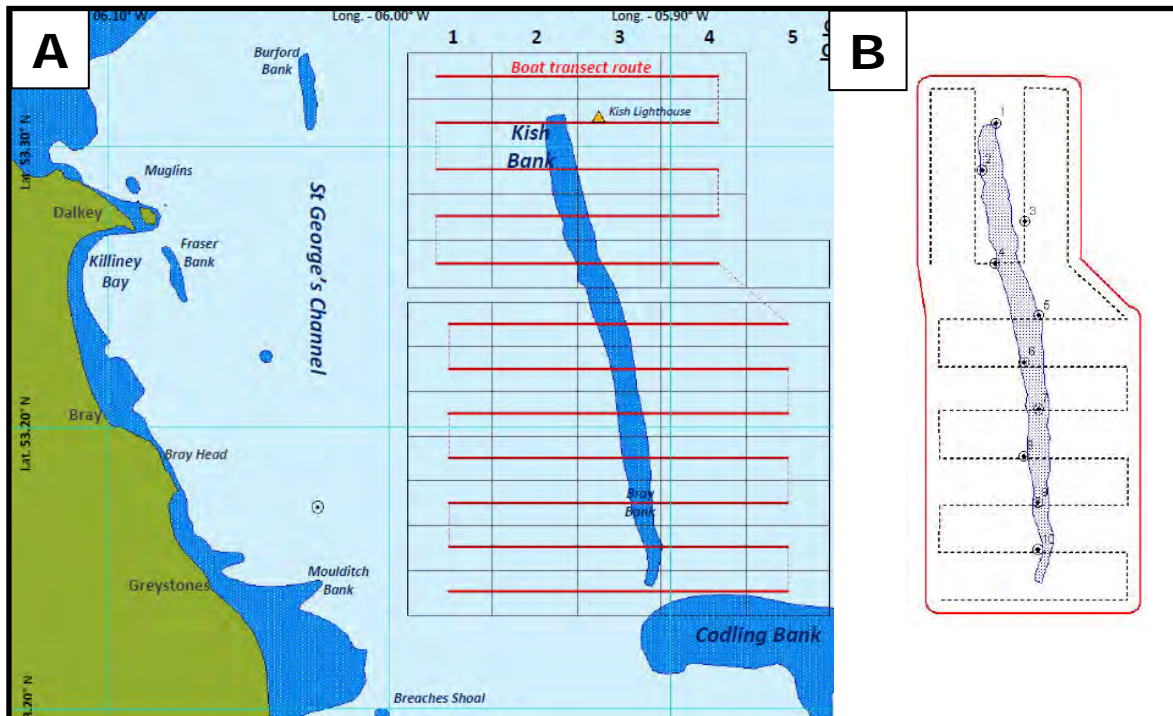 A
06.10° W
Long. - 06.00° W
Long. - 05.90° W
1
2
3
4
5
Boat transect route
Burford
Bank
Kish Lighthouse
Kish
Bank
Lat. 53.30° N
Muglins
Dalkey
St George's Channel
Killiney
Bay
Fraser
Bank
Lat. 53.20° N
Bray
Bray Head
Bray
Bank
Greystones
Moulditch
Bank
Codling Bank
.20° N
Breaches Shoal
B
1
2
3
4
5
6
8
9
10